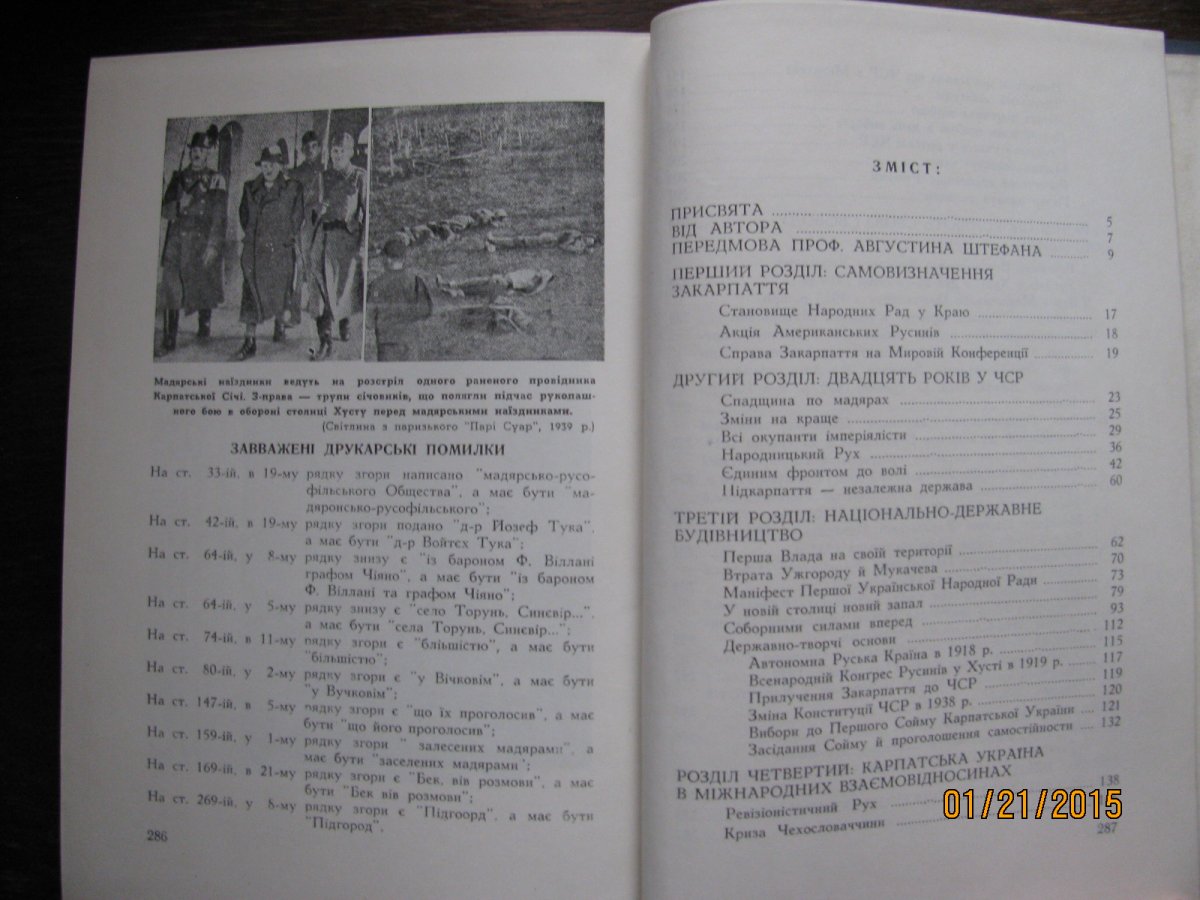 Мадярські наїздники ведуть на розстріл одного раненого провідника
Карпатської Січі. З-права — трупи січовиків, що полягли підчас рукопаш-
ного бою в обороні столиці Хусту перед мадярськими наїздниками.
(Світлина з паризького "Парі Суар", 1939 р.)
ЗАВВАЖЕНІ ДРУКАРСЬКІ ПОМИЛКИ
На ст. 33-ій, в 19-му рядку згори написано "мадярсько-русо-
фільського Общества", а має бути "ма-
дяронсько-русофільського";
На ст. 42-ій, в 19-му рядку згори подано "д-р Йозеф Тука",
а має бути "д-р Войтєх Тука";
На ст. 64-ій, у 8-му рядку знизу є "із бароном Ф. Віллані
графом Чіяно", а має бути "із бароном
Ф. Віллані та графом Чіяно";
На ст. 64-ій, у 5-му рядку знизу є "село Торунь, Синєвір...",
а має бути "села Торунь, Синєвір...";
На ст. 74-ій, в 11-му рядку згори є "бліьшістю", а має бути
"більшістю";
На ст. 80-ій, у 2-му рядку згори є "у Вічковім", а має бути
"у Вучковім";
На ст. 147-ій, в 5-му рядку згори є "що їх проголосив", а має
бути "що його проголосив";
На ст. 159-ій, у 1-му рядку згори " залесених мадярами", а
має бути "заселених мадярами";
На ст. 169-ій, в 21-му рядку згори є "Бек, вів розмови", а має
бути "Бек вів розмови";
На ст. 269-ій, у 8-му рядку згори є "Підгоорд", а має бути
"Підгород",
286
ЗМІСТ:
ПРИСВЯТА 5
ВІД АВТОРА 7
ПЕРЕДМОВА ПРОФ. АВГУСТИНА ШТЕФАНА 9
ПЕРШИЙ РОЗДІЛ: САМОВИЗНАЧЕННЯ
ЗАКАРПАТТЯ
Становище Народних Рад у Краю 17
Акція Американських Русинів 18
Справа Закарпаття на Мировій Конференції 19
ДРУГИЙ РОЗДІЛ: ДВАДЦЯТЬ РОКІВ У ЧСР
Спадщина по мадярах 23
Зміни на краще 25
Всі окупанти імперіялісти 29
Народницький Рух 36
Єдиним фронтом до волі 42
Підкарпаття — незалежна держава 60
ТРЕТІЙ РОЗДІЛ: НАЦІОНАЛЬНО-ДЕРЖАВНЕ
БУДІВНИЦТВО
Перша Влада на своїй території 62
Втрата Ужгороду й Мукачева 70
Маніфест Першої Української Народної Ради 73
У новій столиці новий запал 79
Соборними силами вперед 93
Державно-творчі основи 112
Автономна Руська Країна в 1918 р. 115
Всенародній Конгрес Русинів у Хусті в 1919 р. 117
Прилучення Закарпаття до ЧСР 119
Зміна Конституції ЧСР в 1938 р. 120
Вибори до Першого Сойму Карпатської України 121
Засідання Сойму й проголошення самостійности 132
РОЗДІЛ ЧЕТВЕРТИЙ: КАРПАТСЬКА УКРАЇНА
В МІЖНАРОДНИХ ВЗАЄМОВІДНОСИНАХ
Ревізіоністичний Рух 138
Криза Чехословаччини
01/21/2015
287